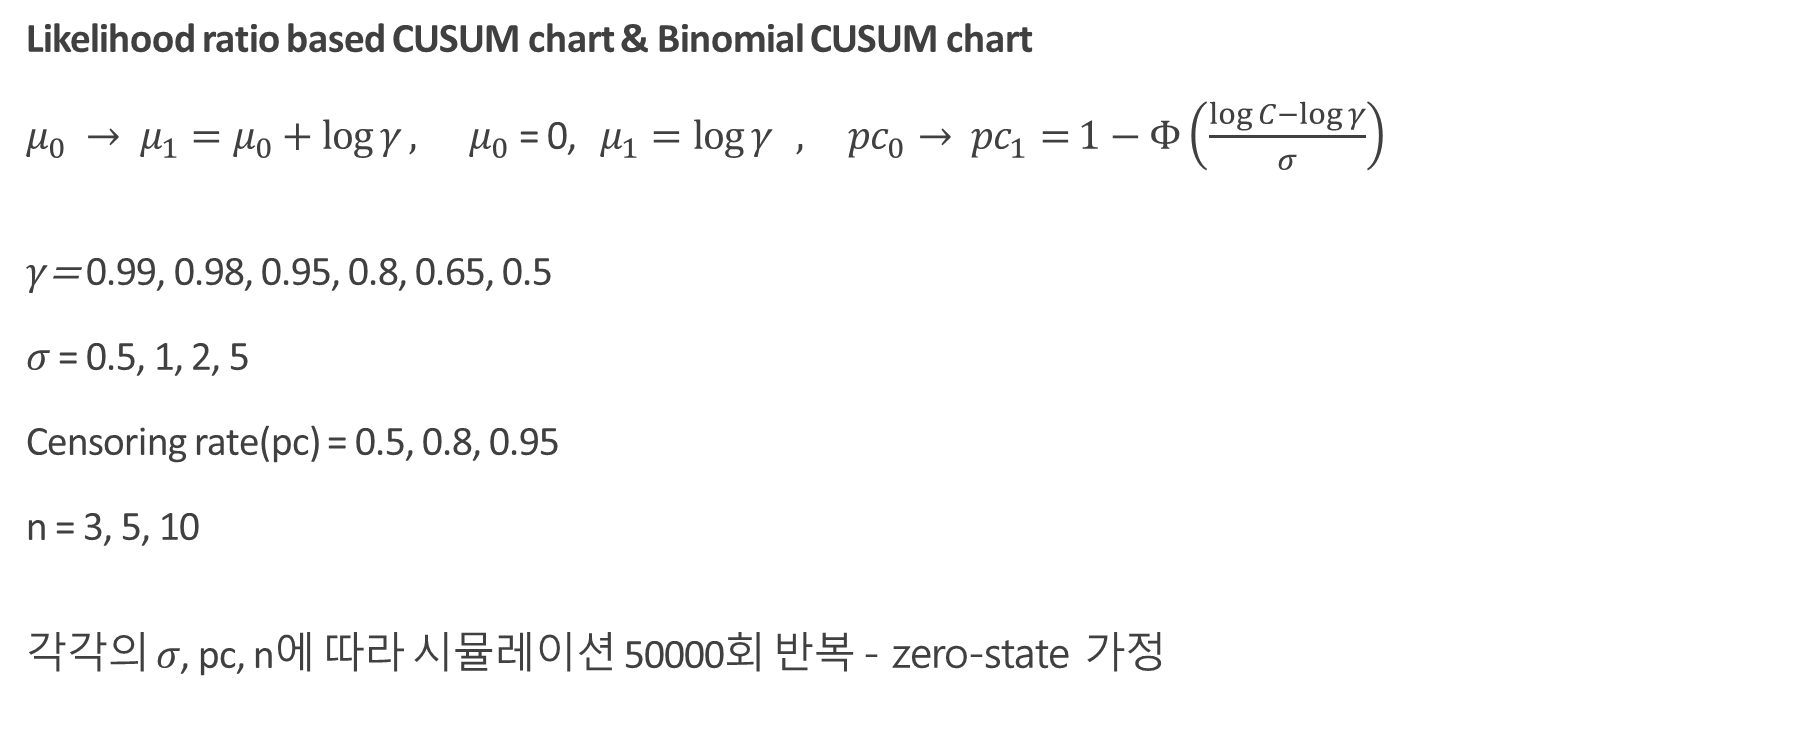 Likelihood ratio based CUSUM chart & Binomial CUSUM chart
μ₀ → μ₁ = μ₀ + log γ , μ₀ = 0, μ₁ = log γ , pc₀ → pc₁ = 1 − Φ((log C−log γ)/σ)
γ = 0.99, 0.98, 0.95, 0.8, 0.65, 0.5
σ = 0.5, 1, 2, 5
Censoring rate(pc) = 0.5, 0.8, 0.95
n = 3, 5, 10
각각의 σ, pc, n에 따라 시뮬레이션 50000회 반복 - zero-state 가정